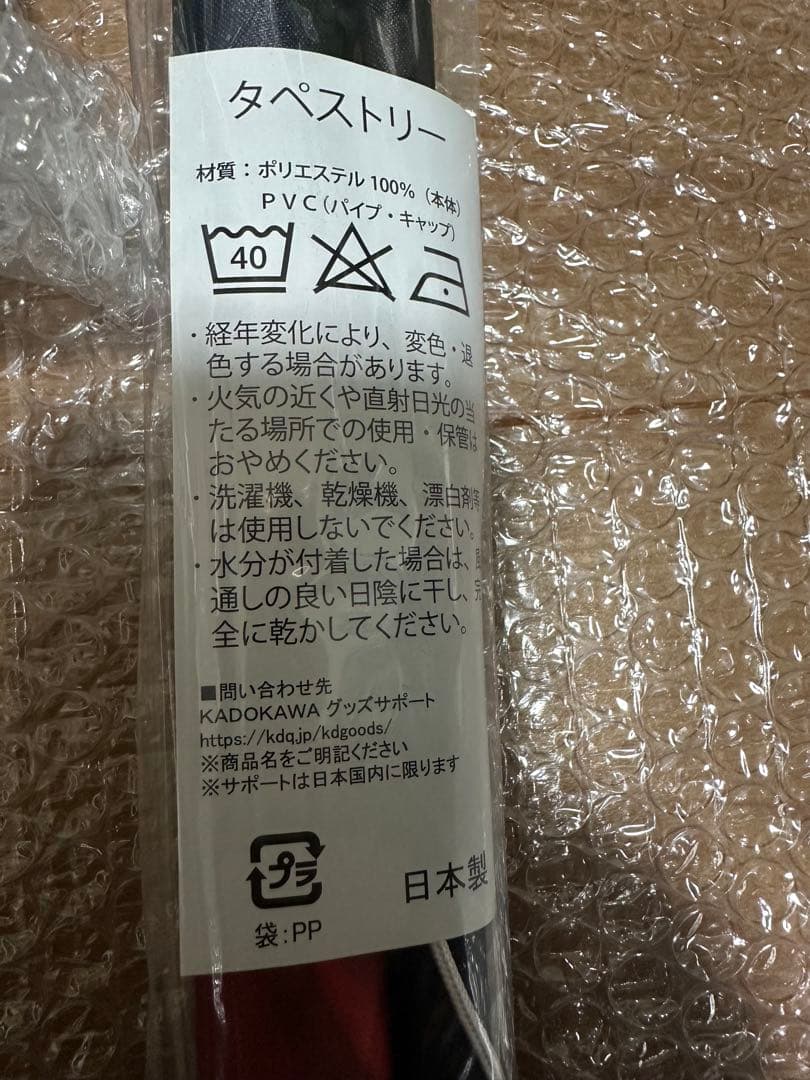 タペストリー
材質：ポリエステル 100%（本体）
ＰＶＣ（パイプ・キャップ）
40
・経年変化により、変色・退
色する場合があります。
・火気の近くや直射日光の当
たる場所での使用・保管は
おやめください。
・洗濯機、乾燥機、漂白剤等
は使用しないでください。
・水分が付着した場合は、風
通しの良い日陰に干し、完
全に乾かしてください。
■問い合わせ先
KADOKAWA グッズサポート
https://kdq.jp/kdgoods/
※商品名をご明記ください
※サポートは日本国内に限ります
プラ
袋:PP
日本製